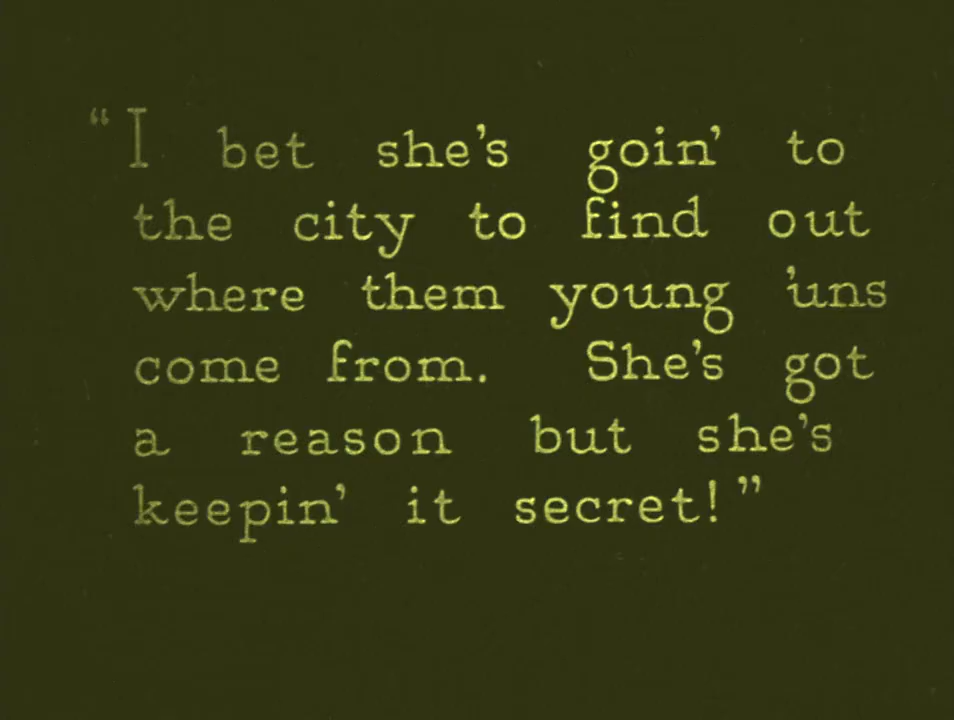 “I bet she’s goin’ to
the city to find out
where them young ’uns
come from. She’s got
a reason but she’s
keepin’ it secret!”